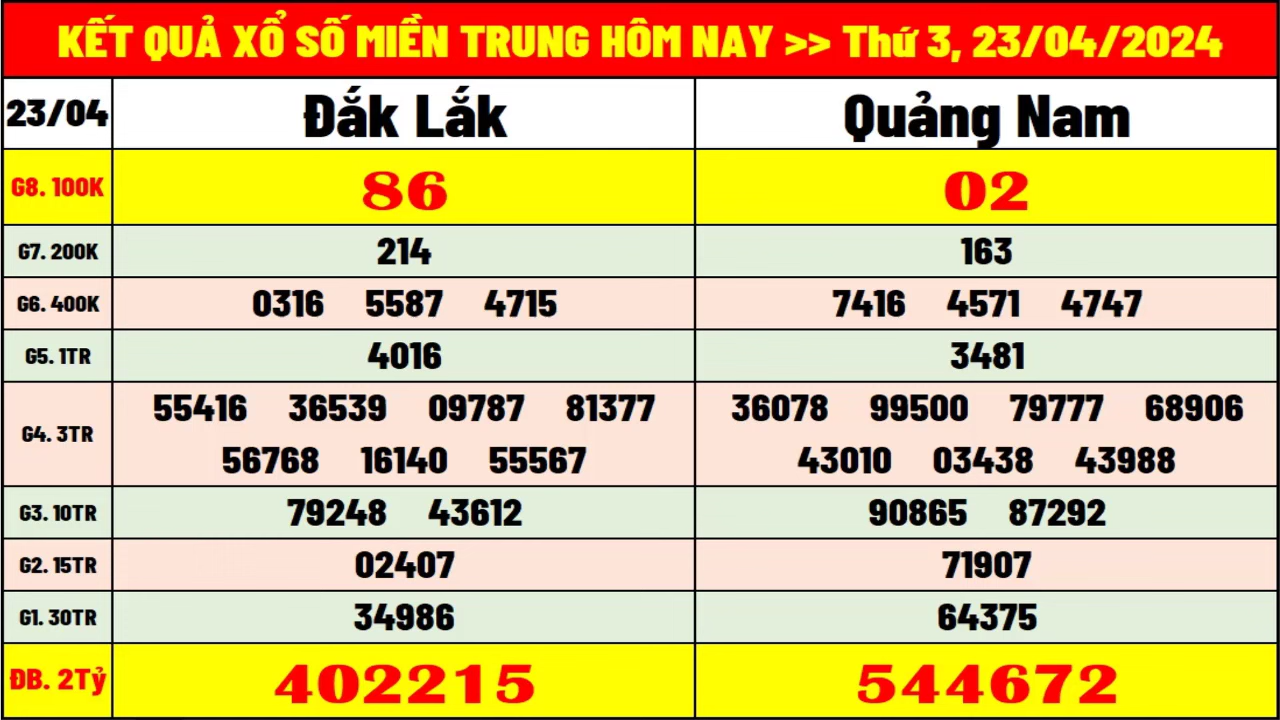 KẾT QUẢ XỔ SỐ MIỀN TRUNG HÔM NAY >> Thứ 3, 23/04/2024
23/04 Đắk Lắk Quảng Nam
G8. 100K 86 02
G7. 200K 214 163
G6. 400K 0316 5587 4715 7416 4571 4747
G5. 1TR 4016 3481
G4. 3TR
55416 36539 09787 81377 36078 99500 79777 68906
56768 16140 55567 43010 03438 43988
G3. 10TR 79248 43612 90865 87292
G2. 15TR 02407 71907
G1. 30TR 34986 64375
ĐB. 2Tỷ 402215 544672